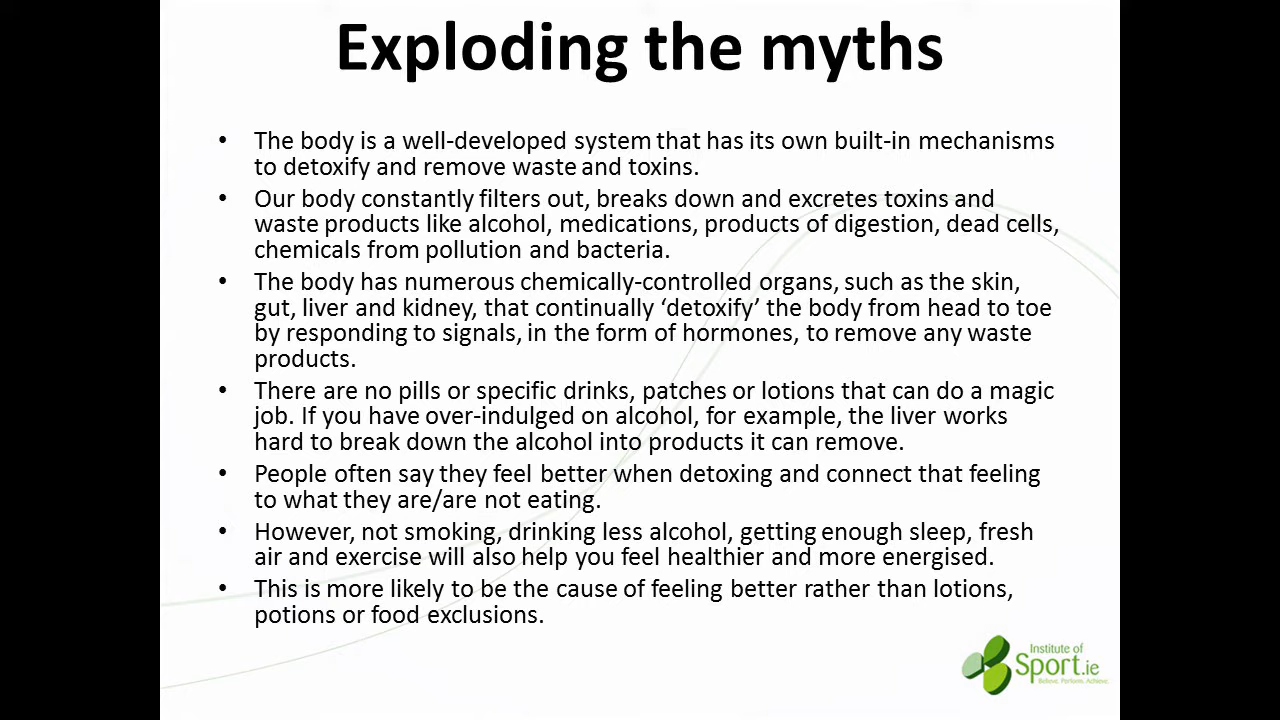 Exploding the myths
• The body is a well-developed system that has its own built-in mechanisms
to detoxify and remove waste and toxins.
• Our body constantly filters out, breaks down and excretes toxins and
waste products like alcohol, medications, products of digestion, dead cells,
chemicals from pollution and bacteria.
• The body has numerous chemically-controlled organs, such as the skin,
gut, liver and kidney, that continually ‘detoxify’ the body from head to toe
by responding to signals, in the form of hormones, to remove any waste
products.
• There are no pills or specific drinks, patches or lotions that can do a magic
job. If you have over-indulged on alcohol, for example, the liver works
hard to break down the alcohol into products it can remove.
• People often say they feel better when detoxing and connect that feeling
to what they are/are not eating.
• However, not smoking, drinking less alcohol, getting enough sleep, fresh
air and exercise will also help you feel healthier and more energised.
• This is more likely to be the cause of feeling better rather than lotions,
potions or food exclusions.
Institute of
Sport.ie
Believe. Perform. Achieve.